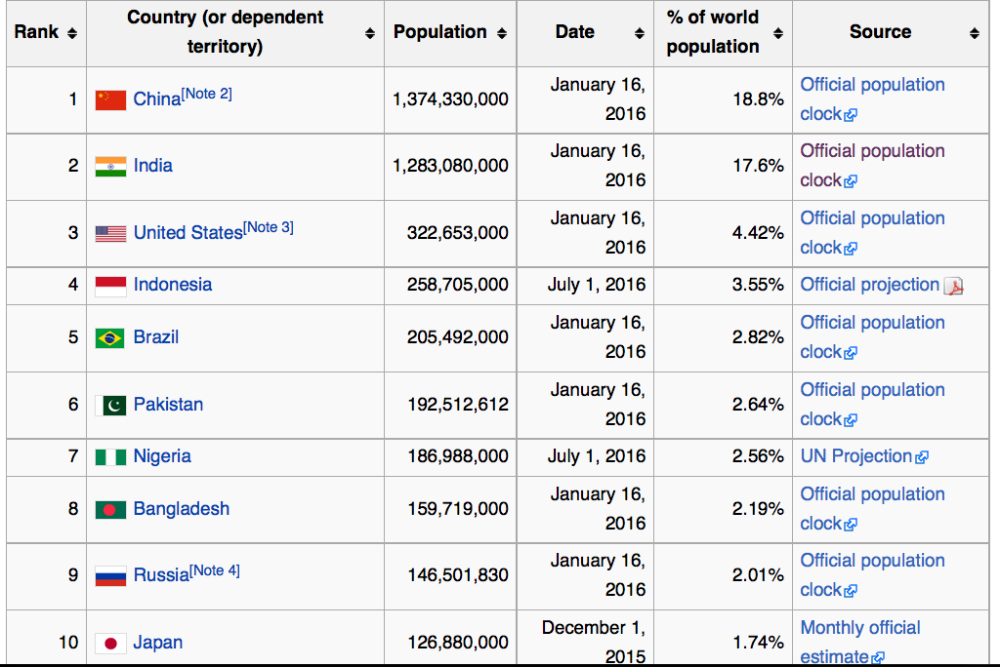 Rank Country (or dependent territory) Population Date % of world population Source
1 China[Note 2] 1,374,330,000 January 16, 2016 18.8% Official population clock
2 India 1,283,080,000 January 16, 2016 17.6% Official population clock
3 United States[Note 3] 322,653,000 January 16, 2016 4.42% Official population clock
4 Indonesia 258,705,000 July 1, 2016 3.55% Official projection
5 Brazil 205,492,000 January 16, 2016 2.82% Official population clock
6 Pakistan 192,512,612 January 16, 2016 2.64% Official population clock
7 Nigeria 186,988,000 July 1, 2016 2.56% UN Projection
8 Bangladesh 159,719,000 January 16, 2016 2.19% Official population clock
9 Russia[Note 4] 146,501,830 January 16, 2016 2.01% Official population clock
10 Japan 126,880,000 December 1, 2015 1.74% Monthly official estimate